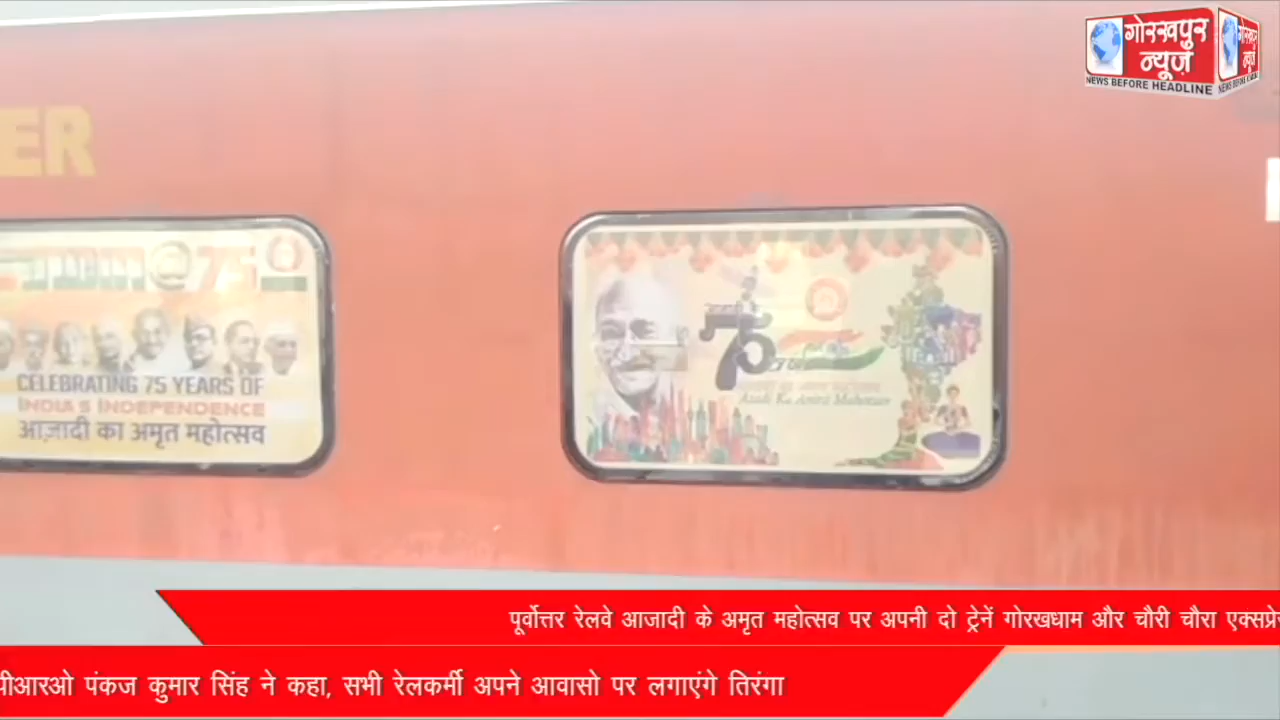 गोरखपुर
न्यूज़
NEWS BEFORE HEADLINE
ER
75
CELEBRATING 75 YEARS OF
INDIA'S INDEPENDENCE
आज़ादी का अमृत महोत्सव
75
Azadi Ka Amrit Mahotsav
पूर्वोत्तर रेलवे आजादी के अमृत महोत्सव पर अपनी दो ट्रेनें गोरखधाम और चौरी चौरा एक्सप्रे
पीआरओ पंकज कुमार सिंह ने कहा, सभी रेलकर्मी अपने आवासो पर लगाएंगे तिरंगा